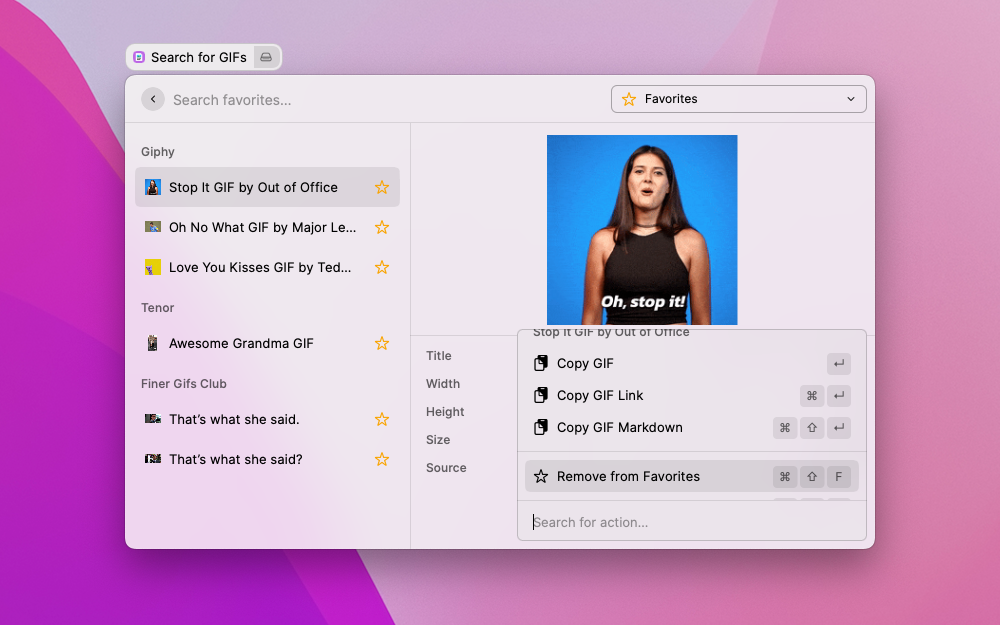 Search for GIFs
Search favorites...
Favorites
Giphy
Stop It GIF by Out of Office
Oh No What GIF by Major Le...
Love You Kisses GIF by Ted...
Tenor
Awesome Grandma GIF
Finer Gifs Club
That's what she said.
That's what she said?
Oh, stop it!
Title
Width
Height
Size
Source
Stop It GIF by Out of Office
Copy GIF ↵
Copy GIF Link ⌘ ↵
Copy GIF Markdown ⌘ ⇧ ↵
Remove from Favorites ⌘ ⇧ F
Search for action...